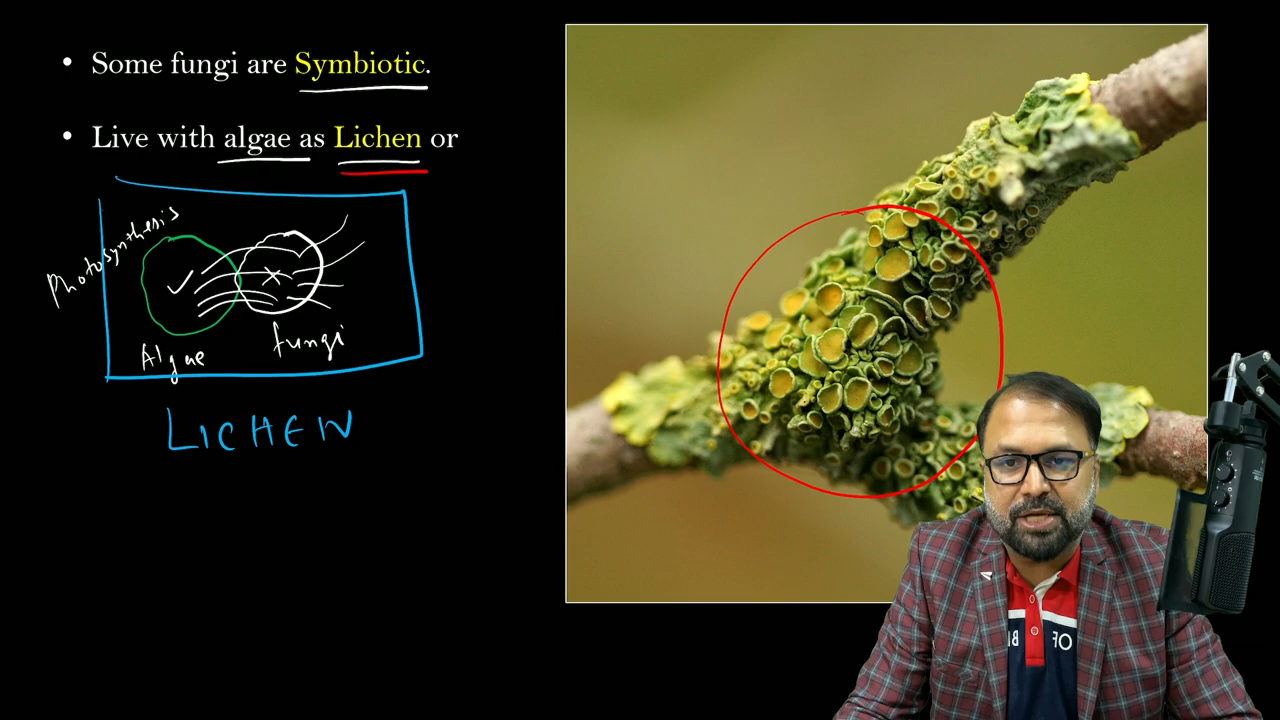 • Some fungi are Symbiotic.
• Live with algae as Lichen or
Photosynthesis
Algae
fungi
LICHEN